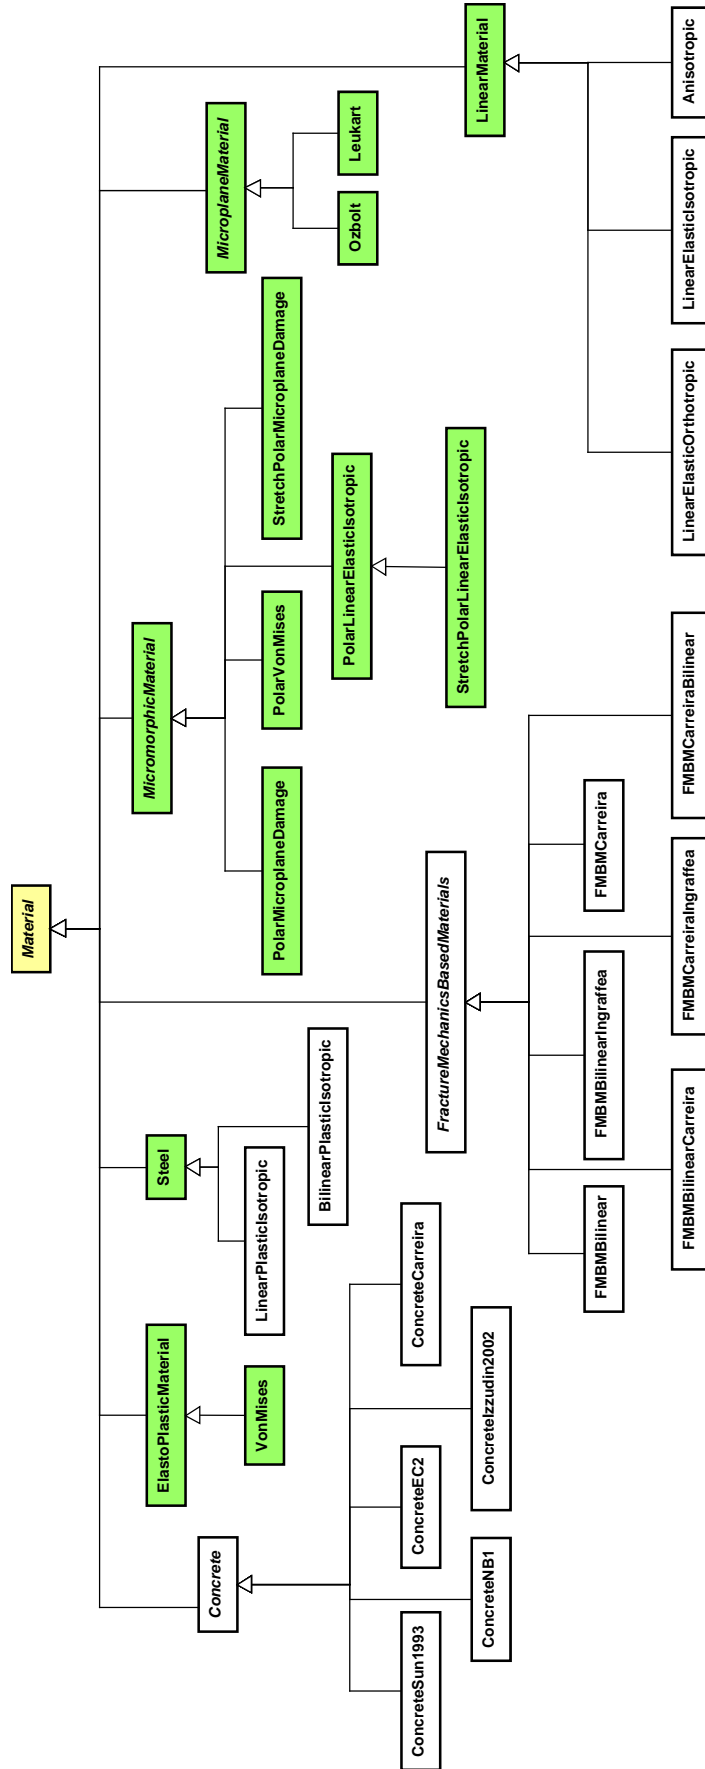 Material
Concrete
ElastoPlasticMaterial
Steel
MicromorphicMaterial
MicroplaneMaterial
LinearMaterial
VonMises
LinearPlasticIsotropic
BilinearPlasticIsotropic
FractureMechanicsBasedMaterials
PolarMicroplaneDamage
PolarVonMises
StretchPolarMicroplaneDamage
PolarLinearElasticIsotropic
StretchPolarLinearElasticIsotropic
Ozbolt
Leukart
ConcreteSun1993
ConcreteEC2
ConcreteCarreira
ConcreteNB1
ConcreteIzzudin2002
FMBMBilinear
FMBMBilinearIngraffea
FMBMCarreira
FMBMBilinearCarreira
FMBMCarreiraIngraffea
FMBMCarreiraBilinear
LinearElasticOrthotropic
LinearElasticIsotropic
Anisotropic